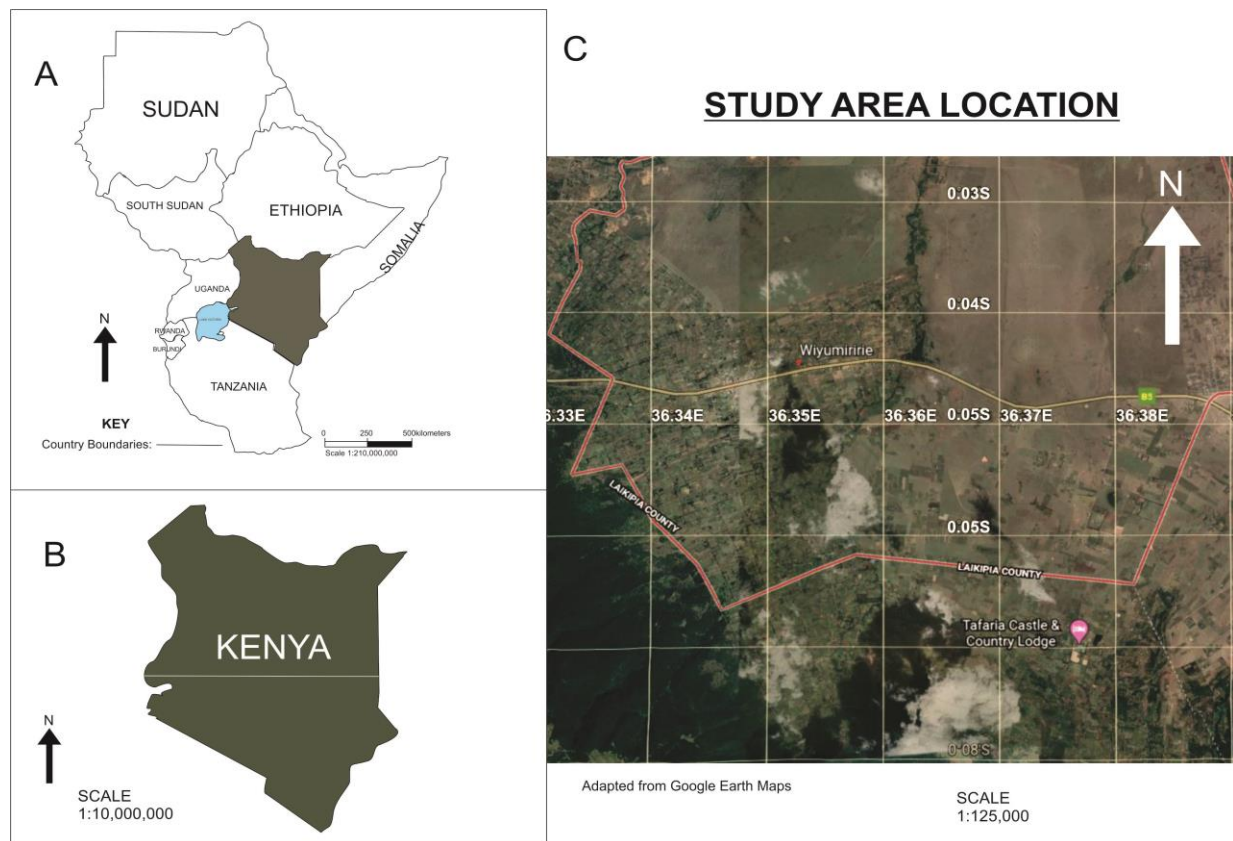 A
SUDAN
SOUTH SUDAN
ETHIOPIA
SOMALIA
UGANDA
RWANDA
BURUNDI
TANZANIA
N
KEY
Country Boundaries:
0 250 500kilometers
Scale 1:210,000,000
B
KENYA
N
SCALE
1:10,000,000
C
STUDY AREA LOCATION
N
0.03S
0.04S
Wiyumiririe
B5
36.33E 36.34E 36.35E 36.36E 0.05S 36.37E 36.38E
LAIKIPIA COUNTY
0.05S
LAIKIPIA COUNTY
Tafaria Castle &
Country Lodge
0·08'S
Adapted from Google Earth Maps
SCALE
1:125,000